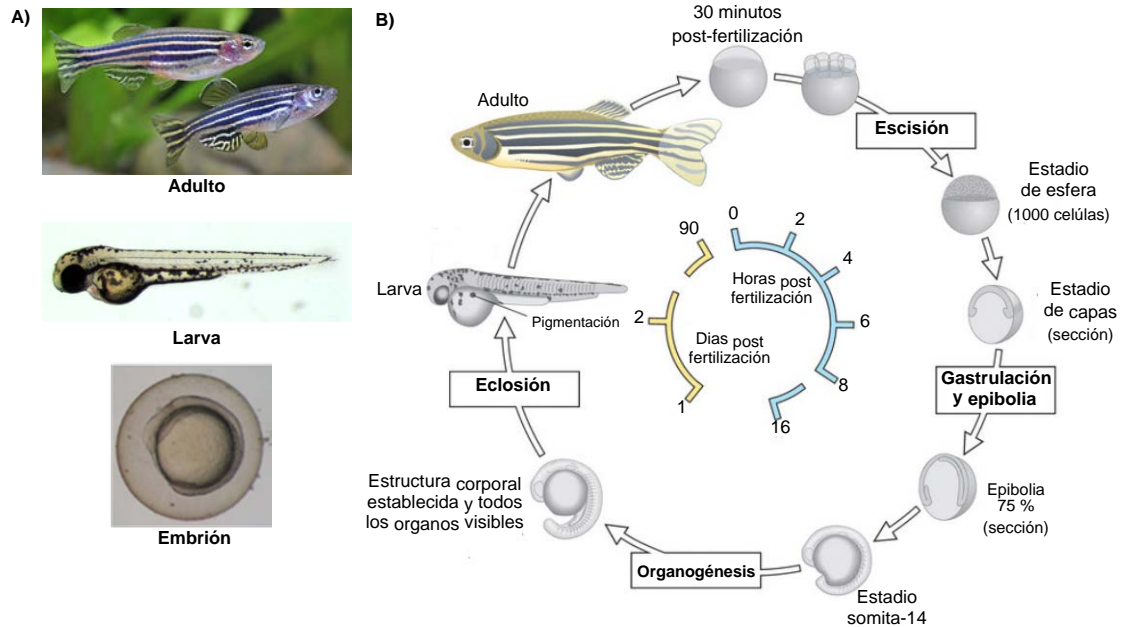 A)
Adulto
Larva
Embrión
B)
30 minutos
post-fertilización
Escisión
Estadio
de esfera
(1000 celúlas)
Estadio
de capas
(sección)
Gastrulación
y epibolia
Epibolia
75 %
(sección)
Estadio
somita-14
Organogénesis
Estructura corporal
establecida y todos
los organos visibles
Eclosión
Larva
Pigmentación
Adulto
0
2
4
6
8
16
Horas post
fertilización
90
2
1
Dias post
fertilización